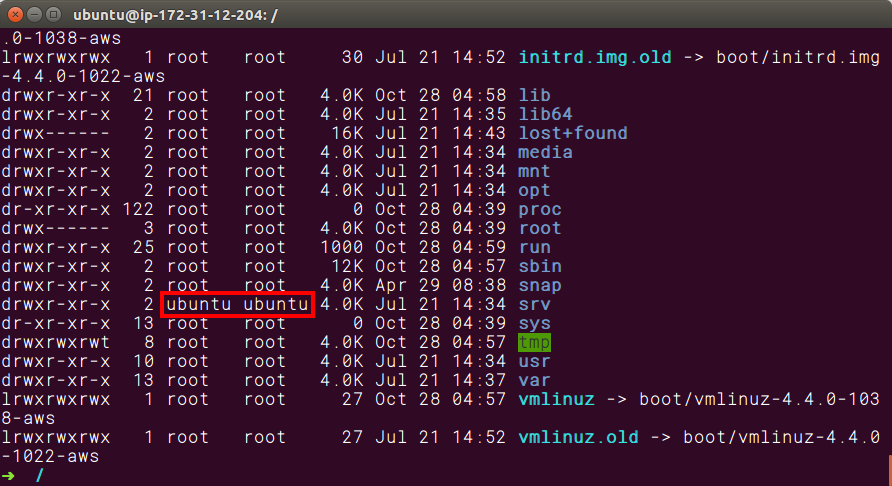 ubuntu@ip-172-31-12-204: /
.0-1038-aws
lrwxrwxrwx   1 root   root     30 Jul 21 14:52 initrd.img.old -> boot/initrd.img
-4.4.0-1022-aws
drwxr-xr-x  21 root   root   4.0K Oct 28 04:58 lib
drwxr-xr-x   2 root   root   4.0K Jul 21 14:35 lib64
drwx------   2 root   root    16K Jul 21 14:43 lost+found
drwxr-xr-x   2 root   root   4.0K Jul 21 14:34 media
drwxr-xr-x   2 root   root   4.0K Jul 21 14:34 mnt
drwxr-xr-x   2 root   root   4.0K Jul 21 14:34 opt
dr-xr-xr-x 122 root   root      0 Oct 28 04:39 proc
drwx------   3 root   root   4.0K Oct 28 04:39 root
drwxr-xr-x  25 root   root   1000 Oct 28 04:59 run
drwxr-xr-x   2 root   root    12K Oct 28 04:57 sbin
drwxr-xr-x   2 root   root   4.0K Apr 29 08:38 snap
drwxr-xr-x   2 ubuntu ubuntu 4.0K Jul 21 14:34 srv
dr-xr-xr-x  13 root   root      0 Oct 28 04:39 sys
drwxrwxrwt   8 root   root   4.0K Oct 28 04:57 tmp
drwxr-xr-x  10 root   root   4.0K Jul 21 14:34 usr
drwxr-xr-x  13 root   root   4.0K Jul 21 14:37 var
lrwxrwxrwx   1 root   root     27 Oct 28 04:57 vmlinuz -> boot/vmlinuz-4.4.0-103
8-aws
lrwxrwxrwx   1 root   root     27 Jul 21 14:52 vmlinuz.old -> boot/vmlinuz-4.4.0
-1022-aws
➜  /